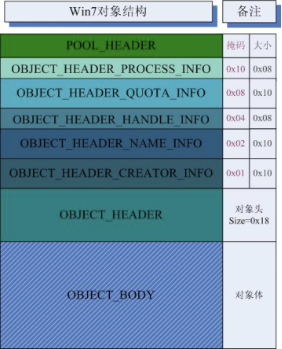 Win7对象结构 备注
POOL_HEADER 掩码 大小
OBJECT_HEADER_PROCESS_INFO 0x10 0x08
OBJECT_HEADER_QUOTA_INFO 0x08 0x10
OBJECT_HEADER_HANDLE_INFO 0x04 0x08
OBJECT_HEADER_NAME_INFO 0x02 0x10
OBJECT_HEADER_CREATOR_INFO 0x01 0x10
OBJECT_HEADER 对象头
Size=0x18
OBJECT_BODY 对象体